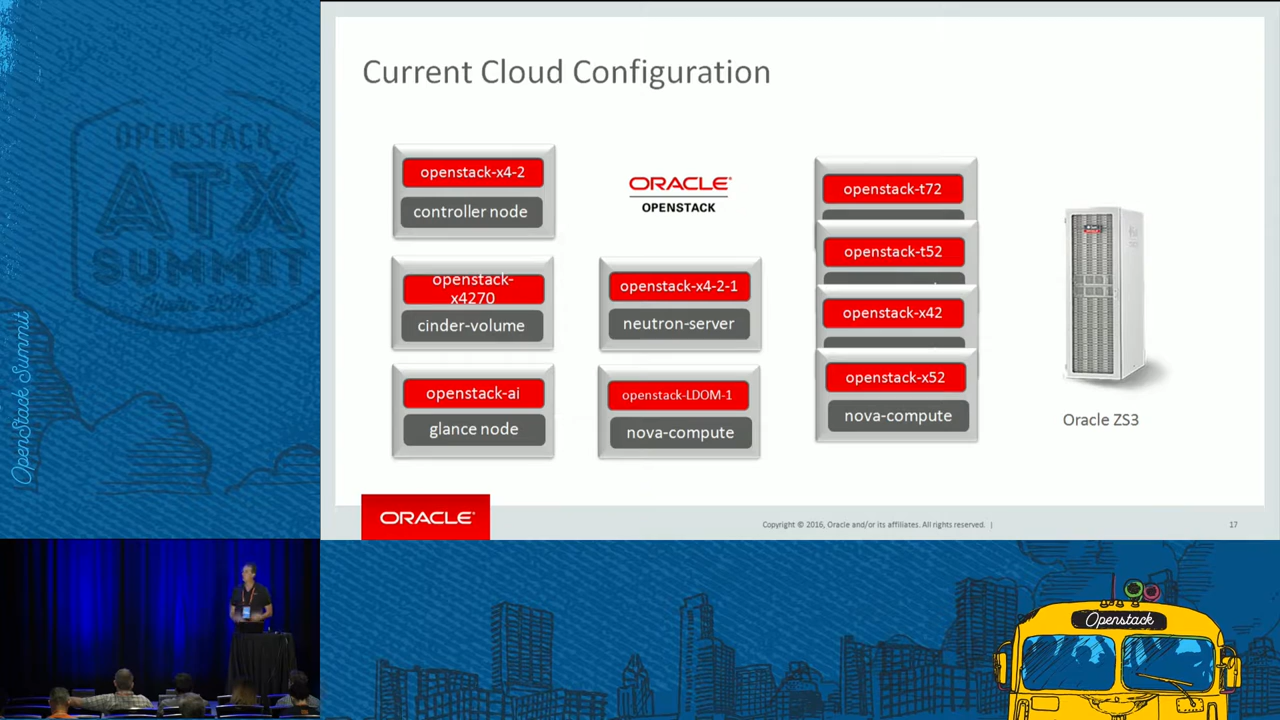 Current Cloud Configuration
openstack-x4-2
controller node
openstack-
x4270
cinder-volume
openstack-ai
glance node
ORACLE®
OPENSTACK
openstack-x4-2-1
neutron-server
openstack-LDOM-1
nova-compute
openstack-t72
openstack-t52
openstack-x42
openstack-x52
nova-compute
Oracle ZS3
ORACLE®
Copyright © 2016, Oracle and/or its affiliates. All rights reserved. |
17
OPENSTACK
ATX
SUMMIT
OpenStack Summit
Openstack